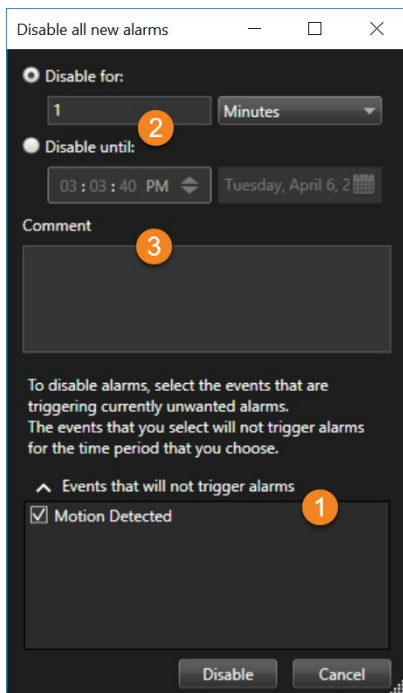 Disable all new alarms
Disable for:
1 Minutes
2
Disable until:
03:03:40 PM Tuesday, April 6, 2
Comment
3
To disable alarms, select the events that are
triggering currently unwanted alarms.
The events that you select will not trigger alarms
for the time period that you choose.
Events that will not trigger alarms
1
Motion Detected
Disable Cancel